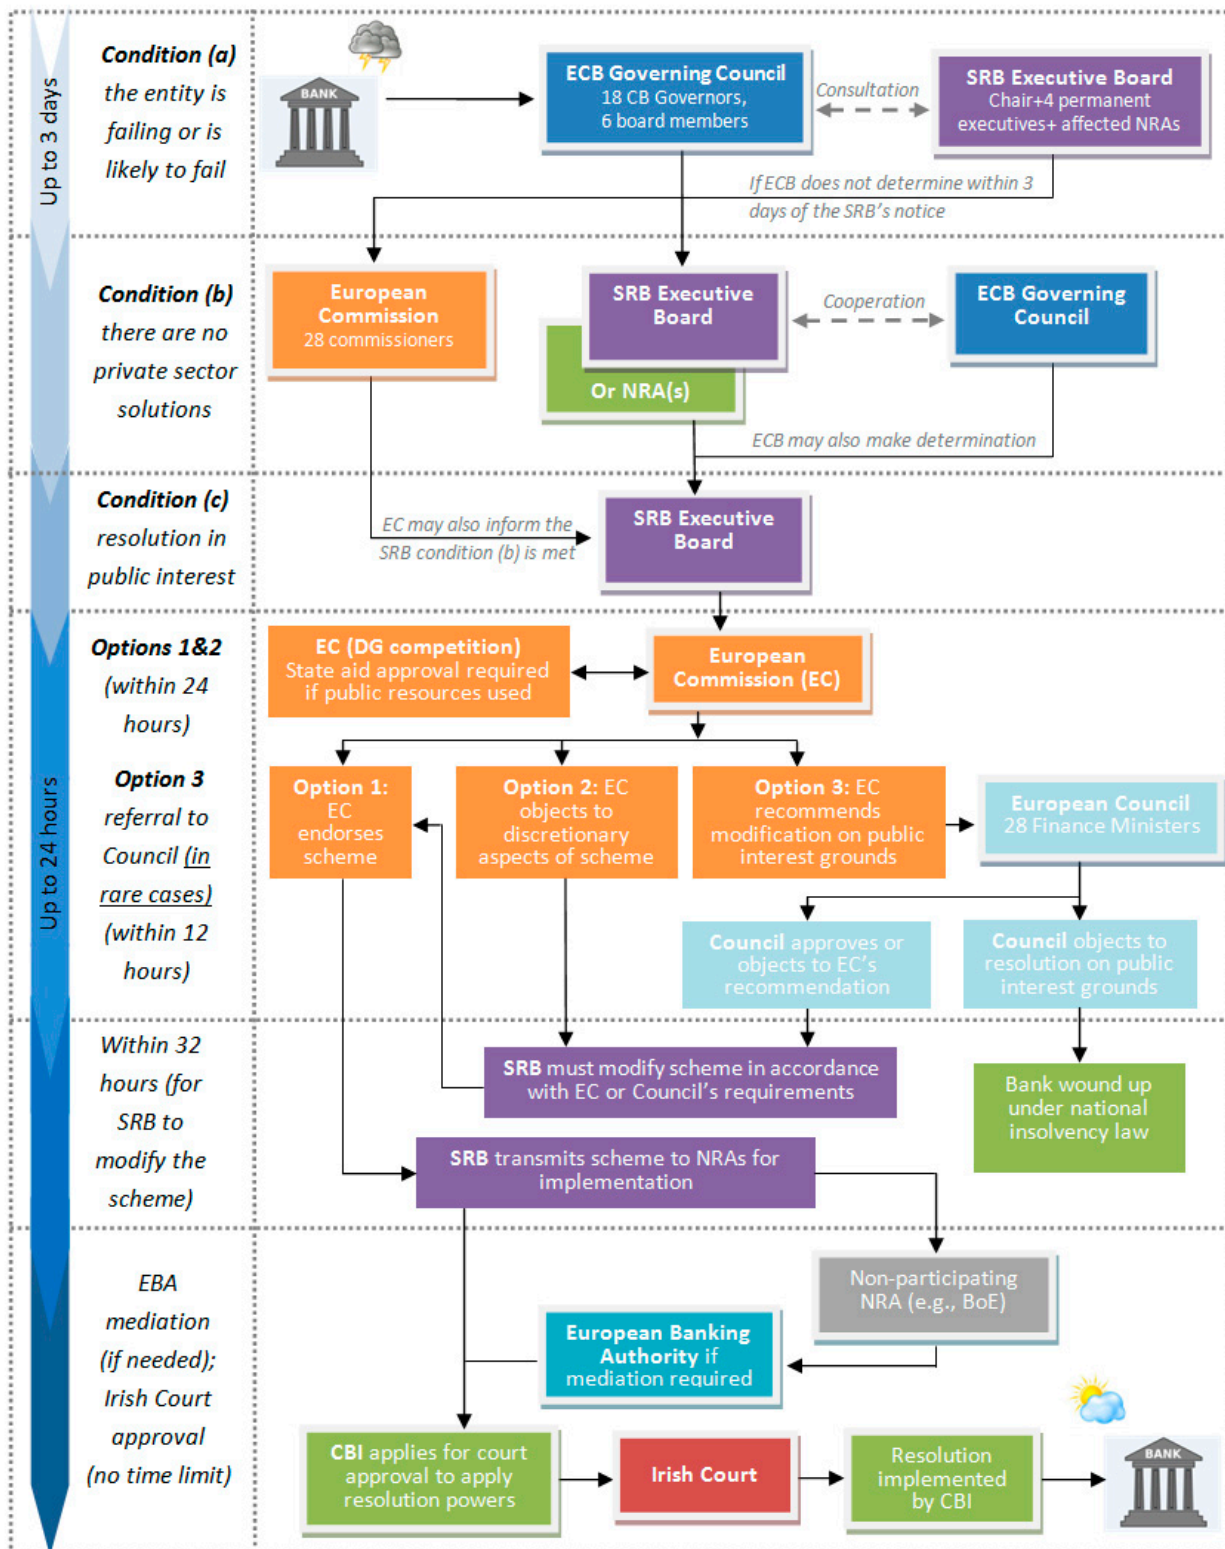 Up to 3 days
Condition (a)
the entity is
failing or is
likely to fail
BANK
ECB Governing Council
18 CB Governors,
6 board members
Consultation
SRB Executive Board
Chair+4 permanent
executives+ affected NRAs
If ECB does not determine within 3
days of the SRB's notice
Condition (b)
there are no
private sector
solutions
European
Commission
28 commissioners
SRB Executive
Board
Or NRA(s)
Cooperation
ECB Governing
Council
ECB may also make determination
Condition (c)
resolution in
public interest
EC may also inform the
SRB condition (b) is met
SRB Executive
Board
Up to 24 hours
Options 1&2
(within 24
hours)
EC (DG competition)
State aid approval required
if public resources used
European
Commission (EC)
Option 3
referral to
Council (in
rare cases)
(within 12
hours)
Option 1:
EC
endorses
scheme
Option 2: EC
objects to
discretionary
aspects of scheme
Option 3: EC
recommends
modification on public
interest grounds
European Council
28 Finance Ministers
Council approves or
objects to EC's
recommendation
Council objects to
resolution on public
interest grounds
Within 32
hours (for
SRB to
modify the
scheme)
SRB must modify scheme in accordance
with EC or Council's requirements
Bank wound up
under national
insolvency law
SRB transmits scheme to NRAs for
implementation
EBA
mediation
(if needed);
Irish Court
approval
(no time limit)
Non-participating
NRA (e.g., BoE)
European Banking
Authority if
mediation required
CBI applies for court
approval to apply
resolution powers
Irish Court
Resolution
implemented
by CBI
BANK